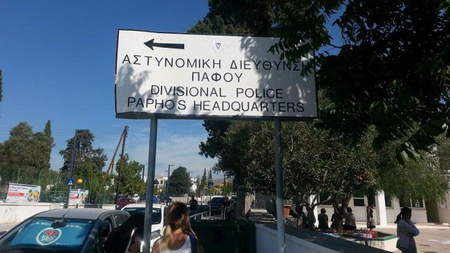 ΑΣΤΥΝΟΜΙΚΗ ΔΙΕΥΘΥΝΣΗ
ΠΑΦΟΥ
DIVISIONAL POLICE
PAPHOS HEADQUARTERS